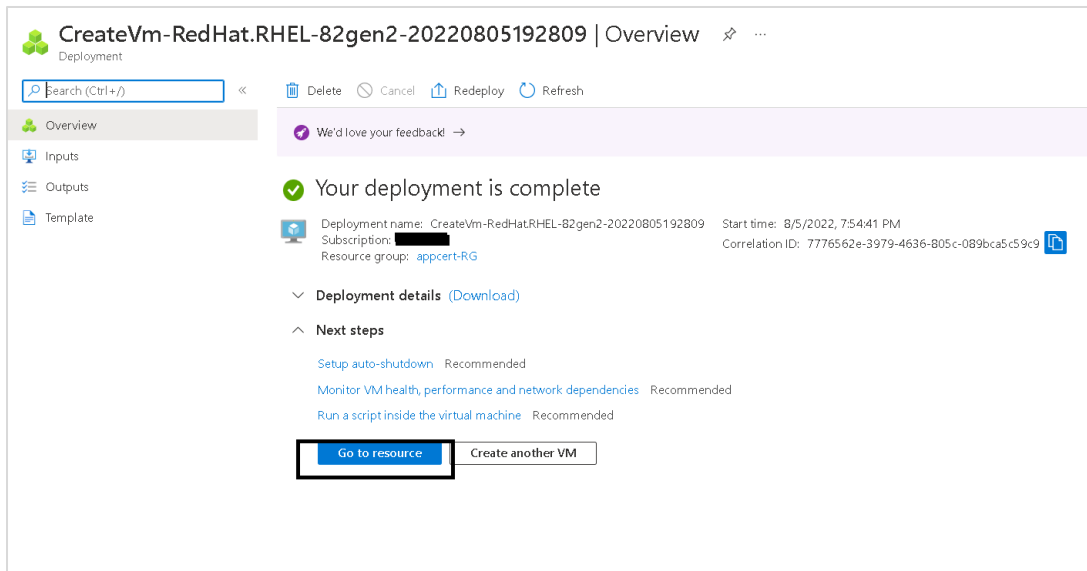 CreateVm-RedHat.RHEL-82gen2-20220805192809 | Overview
Deployment
Search (Ctrl+/)
«
Delete Cancel Redeploy Refresh
Overview
We'd love your feedback! →
Inputs
Outputs
Template
Your deployment is complete
Deployment name: CreateVm-RedHat.RHEL-82gen2-20220805192809 Start time: 8/5/2022, 7:54:41 PM
Subscription:
Correlation ID: 7776562e-3979-4636-805c-089bca5c59c9
Resource group: appcert-RG
Deployment details (Download)
Next steps
Setup auto-shutdown Recommended
Monitor VM health, performance and network dependencies Recommended
Run a script inside the virtual machine Recommended
Go to resource Create another VM